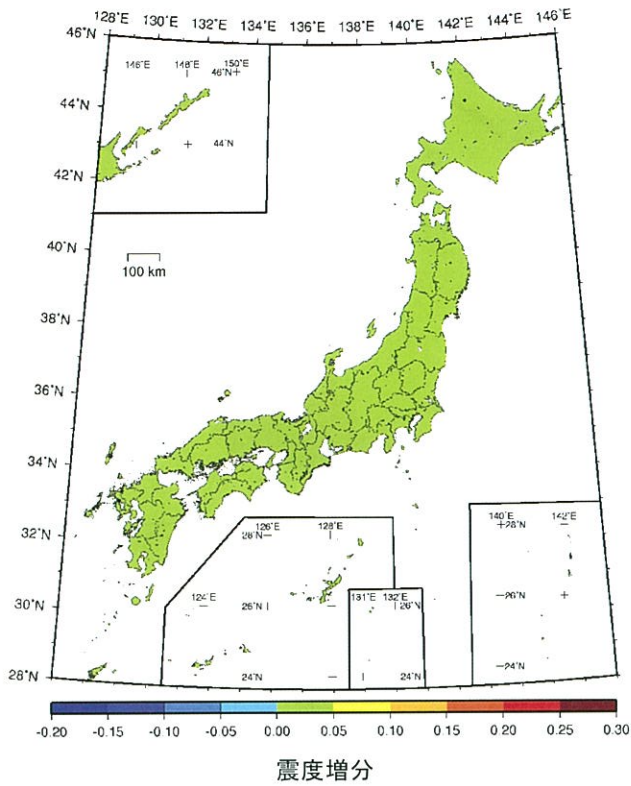 128°E 130°E 132°E 134°E 136°E 138°E 140°E 142°E 144°E 146°E
46°N
146°E 148°E 150°E
46°N
44°N
44°N
42°N
40°N
100 km
38°N
36°N
34°N
32°N
126°E 128°E
28°N
140°E 142°E
28°N
30°N
124°E
26°N
131°E 132°E
26°N
26°N
28°N
24°N
24°N
24°N
-0.20 -0.15 -0.10 -0.05 0.00 0.05 0.10 0.15 0.20 0.25 0.30
震度増分